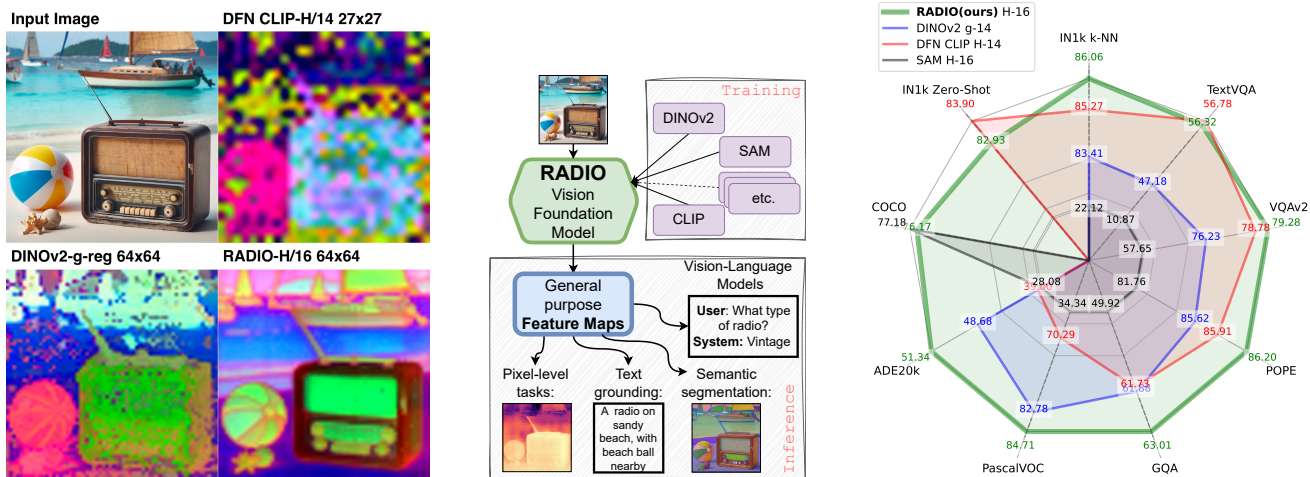 Input Image
DFN CLIP-H/14 27x27
DINOv2-g-reg 64x64
RADIO-H/16 64x64
Training
DINOv2
SAM
etc.
CLIP
RADIO
Vision
Foundation
Model
General
purpose
Feature Maps
Vision-Language
Models
User: What type
of radio?
System: Vintage
Pixel-level
tasks:
Text
grounding:
A radio on
sandy
beach, with
beach ball
nearby
Semantic
segmentation:
Inference
RADIO(ours) H-16
DINOv2 g-14
DFN CLIP H-14
SAM H-16
IN1k k-NN
86.06
85.27
83.41
22.12
IN1k Zero-Shot
83.90
82.93
TextVQA
56.78
56.32
47.18
10.87
COCO
77.18
76.17
VQAv2
79.28
78.78
76.23
57.65
28.08
81.76
34.34
49.92
48.68
85.62
85.91
70.29
51.34
ADE20k
86.20
POPE
61.73
82.78
84.71
PascalVOC
63.01
GQA